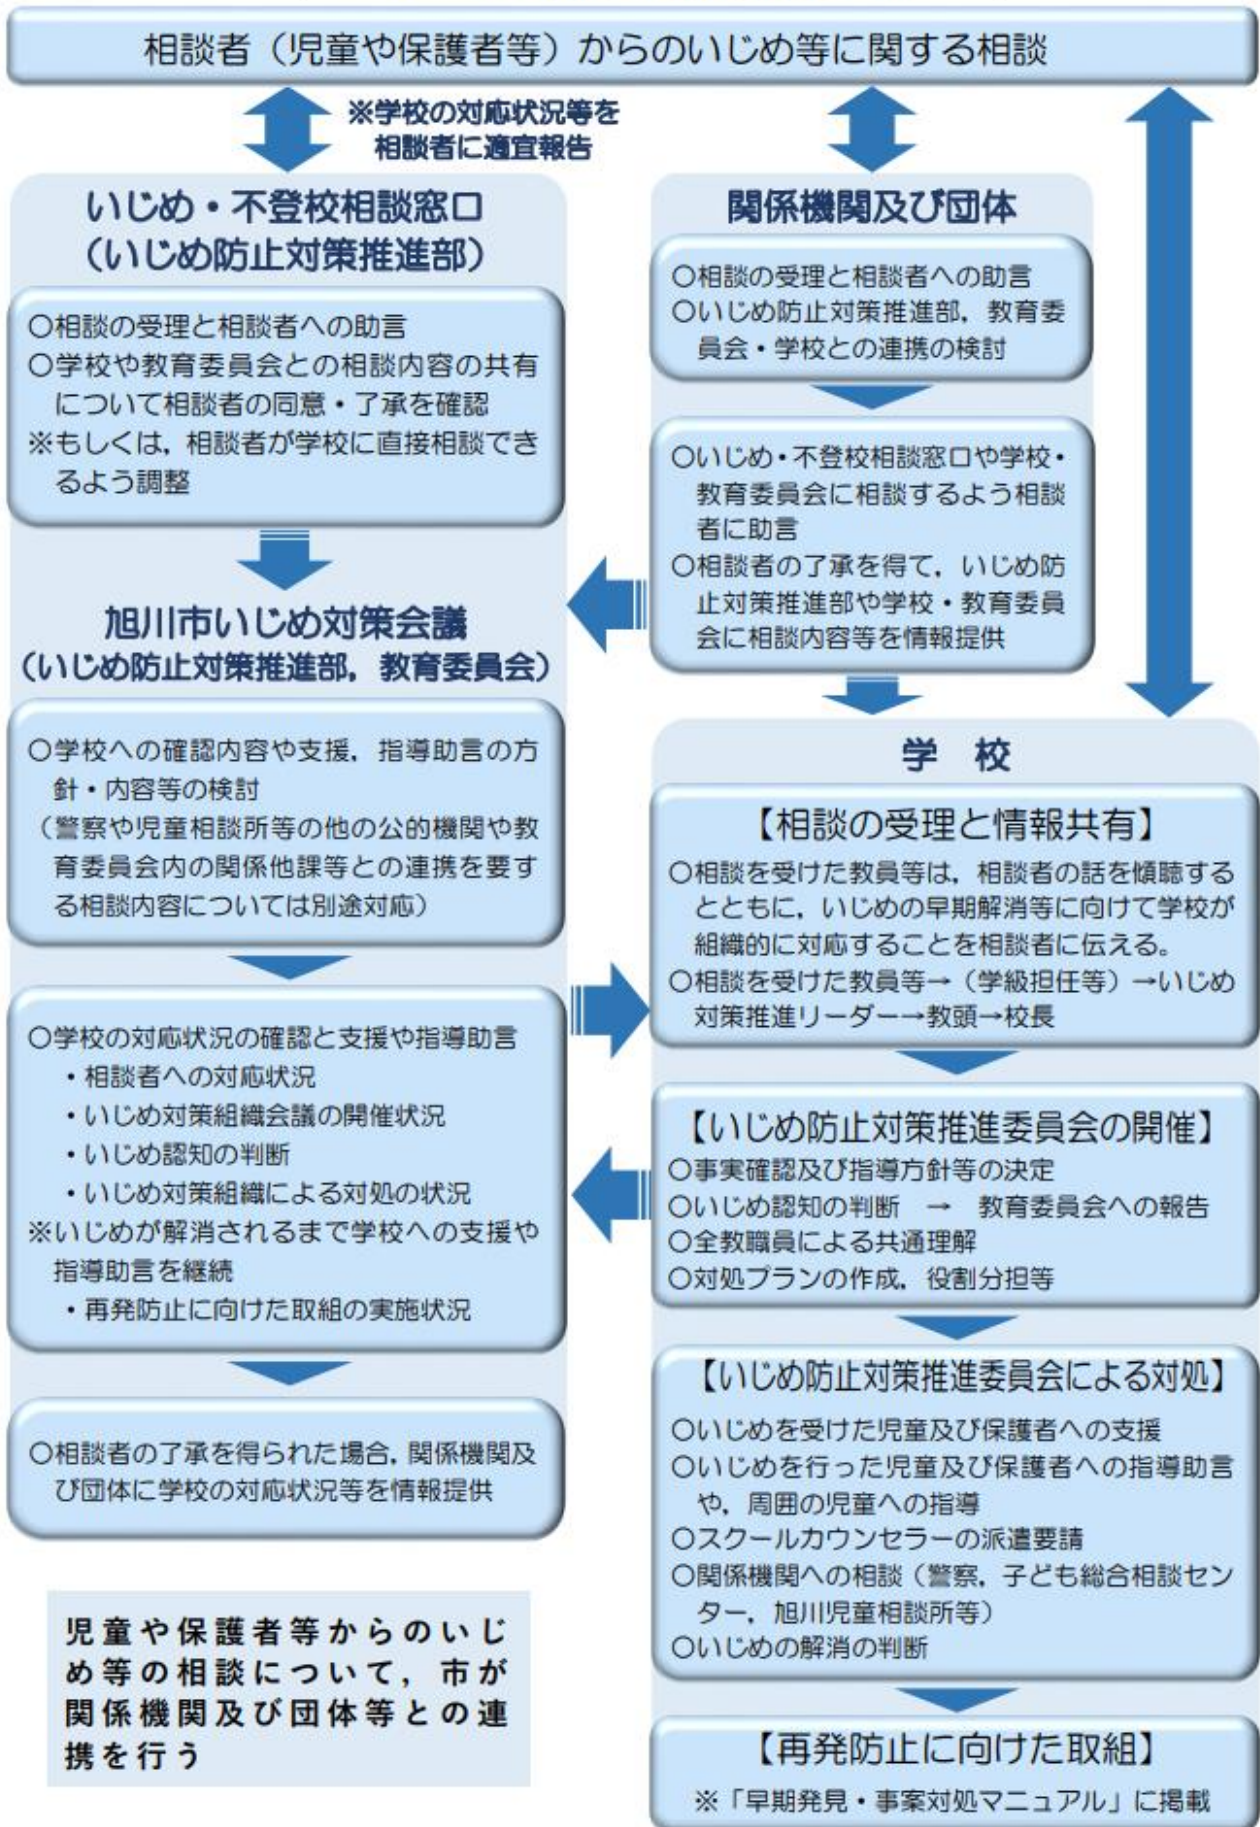 相談者（児童や保護者等）からのいじめ等に関する相談
※学校の対応状況等を
相談者に適宜報告
いじめ・不登校相談窓口
（いじめ防止対策推進部）
〇相談の受理と相談者への助言
〇学校や教育委員会との相談内容の共有
について相談者の同意・了承を確認
※もしくは，相談者が学校に直接相談でき
るよう調整
旭川市いじめ対策会議
（いじめ防止対策推進部，教育委員会）
〇学校への確認内容や支援，指導助言の方
針・内容等の検討
（警察や児童相談所等の他の公的機関や教
育委員会内の関係他課等との連携を要す
る相談内容については別途対応）
〇学校の対応状況の確認と支援や指導助言
・相談者への対応状況
・いじめ対策組織会議の開催状況
・いじめ認知の判断
・いじめ対策組織による対処の状況
※いじめが解消されるまで学校への支援や
指導助言を継続
・再発防止に向けた取組の実施状況
〇相談者の了承を得られた場合，関係機関及
び団体に学校の対応状況等を情報提供
児童や保護者等からのいじ
め等の相談について，市が
関係機関及び団体等との連
携を行う
関係機関及び団体
〇相談の受理と相談者への助言
〇いじめ防止対策推進部，教育委
員会・学校との連携の検討
〇いじめ・不登校相談窓口や学校・
教育委員会に相談するよう相談
者に助言
〇相談者の了承を得て，いじめ防
止対策推進部や学校・教育委員
会に相談内容等を情報提供
学　校
【相談の受理と情報共有】
〇相談を受けた教員等は，相談者の話を傾聴する
とともに，いじめの早期解消等に向けて学校が
組織的に対応することを相談者に伝える。
〇相談を受けた教員等→（学級担任等）→いじめ
対策推進リーダー→教頭→校長
【いじめ防止対策推進委員会の開催】
〇事実確認及び指導方針等の決定
〇いじめ認知の判断　→　教育委員会への報告
〇全教職員による共通理解
〇対処プランの作成，役割分担等
【いじめ防止対策推進委員会による対処】
〇いじめを受けた児童及び保護者への支援
〇いじめを行った児童及び保護者への指導助言
や，周囲の児童への指導
〇スクールカウンセラーの派遣要請
〇関係機関への相談（警察，子ども総合相談セン
ター，旭川児童相談所等）
〇いじめの解消の判断
【再発防止に向けた取組】
※「早期発見・事案対処マニュアル」に掲載